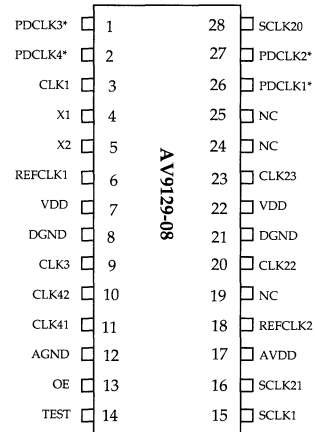 PDCLK3* 1 28 SCLK20
PDCLK4* 2 27 PDCLK2*
CLK1 3 26 PDCLK1*
X1 4 25 NC
X2 5 24 NC
REFCLK1 6 23 CLK23
VDD 7 22 VDD
DGND 8 21 DGND
CLK3 9 20 CLK22
CLK42 10 19 NC
CLK41 11 18 REFCLK2
AGND 12 17 AVDD
OE 13 16 SCLK21
TEST 14 15 SCLK1
AV9129-08